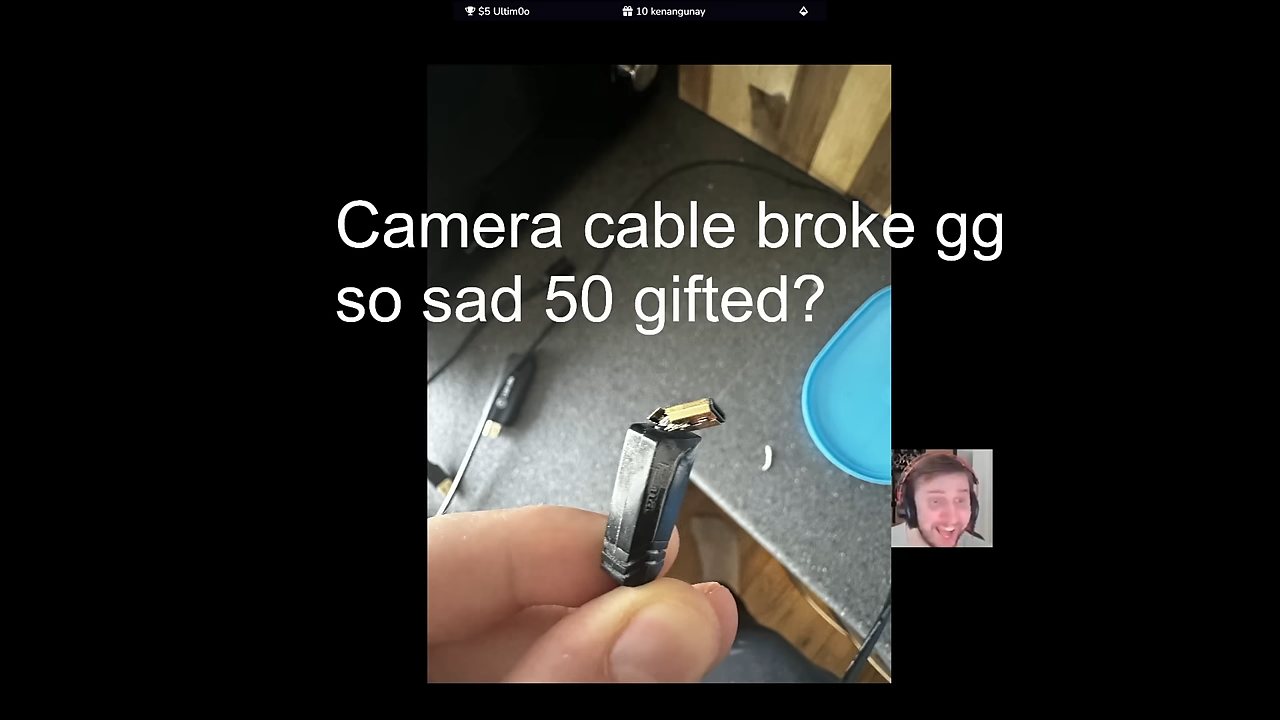 $5 Ultim0o
10 kenangunay
Camera cable broke gg
so sad 50 gifted?